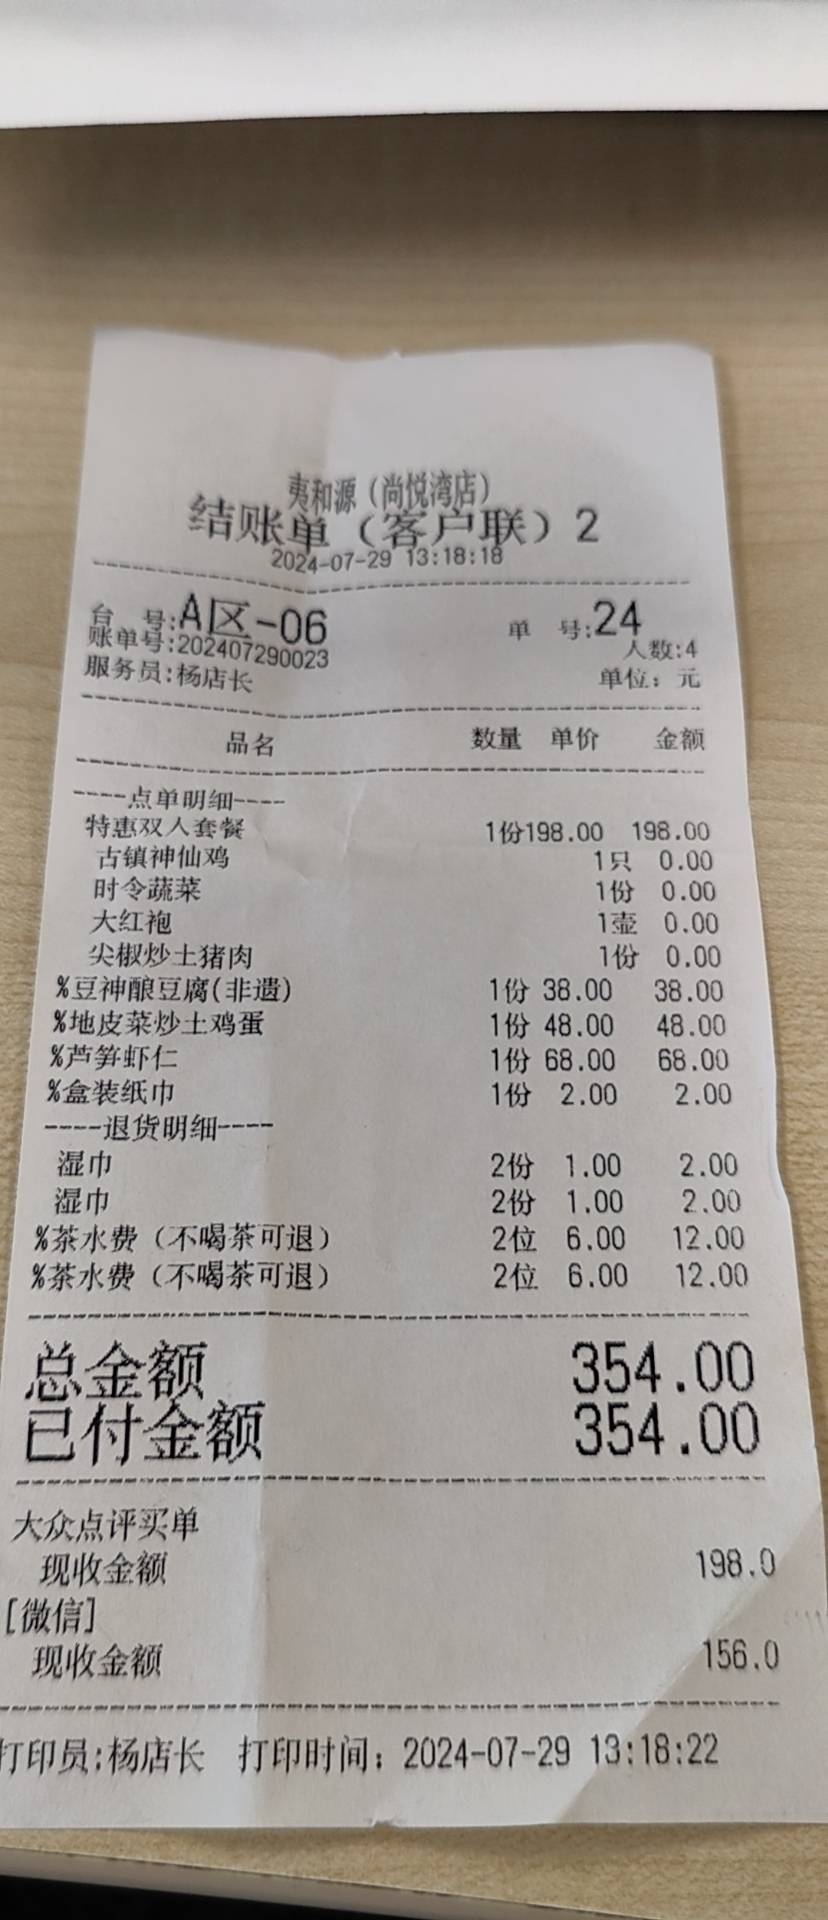 夷和源（尚悦湾店）
结账单（客户联）2
2024-07-29 13:18:18
台 号:A区-06 单 号:24
账单号:202407290023 人数:4
服务员:杨店长 单位：元
品名 数量 单价 金额
----点单明细----
特惠双人套餐 1份198.00 198.00
古镇神仙鸡 1只 0.00
时令蔬菜 1份 0.00
大红袍 1壶 0.00
尖椒炒土猪肉 1份 0.00
%豆神酿豆腐(非遗) 1份 38.00 38.00
%地皮菜炒土鸡蛋 1份 48.00 48.00
%芦笋虾仁 1份 68.00 68.00
%盒装纸巾 1份 2.00 2.00
----退货明细----
湿巾 2份 1.00 2.00
湿巾 2份 1.00 2.00
%茶水费（不喝茶可退） 2位 6.00 12.00
%茶水费（不喝茶可退） 2位 6.00 12.00
总金额 354.00
已付金额 354.00
大众点评买单
现收金额 198.0
[微信]
现收金额 156.0
打印员:杨店长 打印时间：2024-07-29 13:18:22